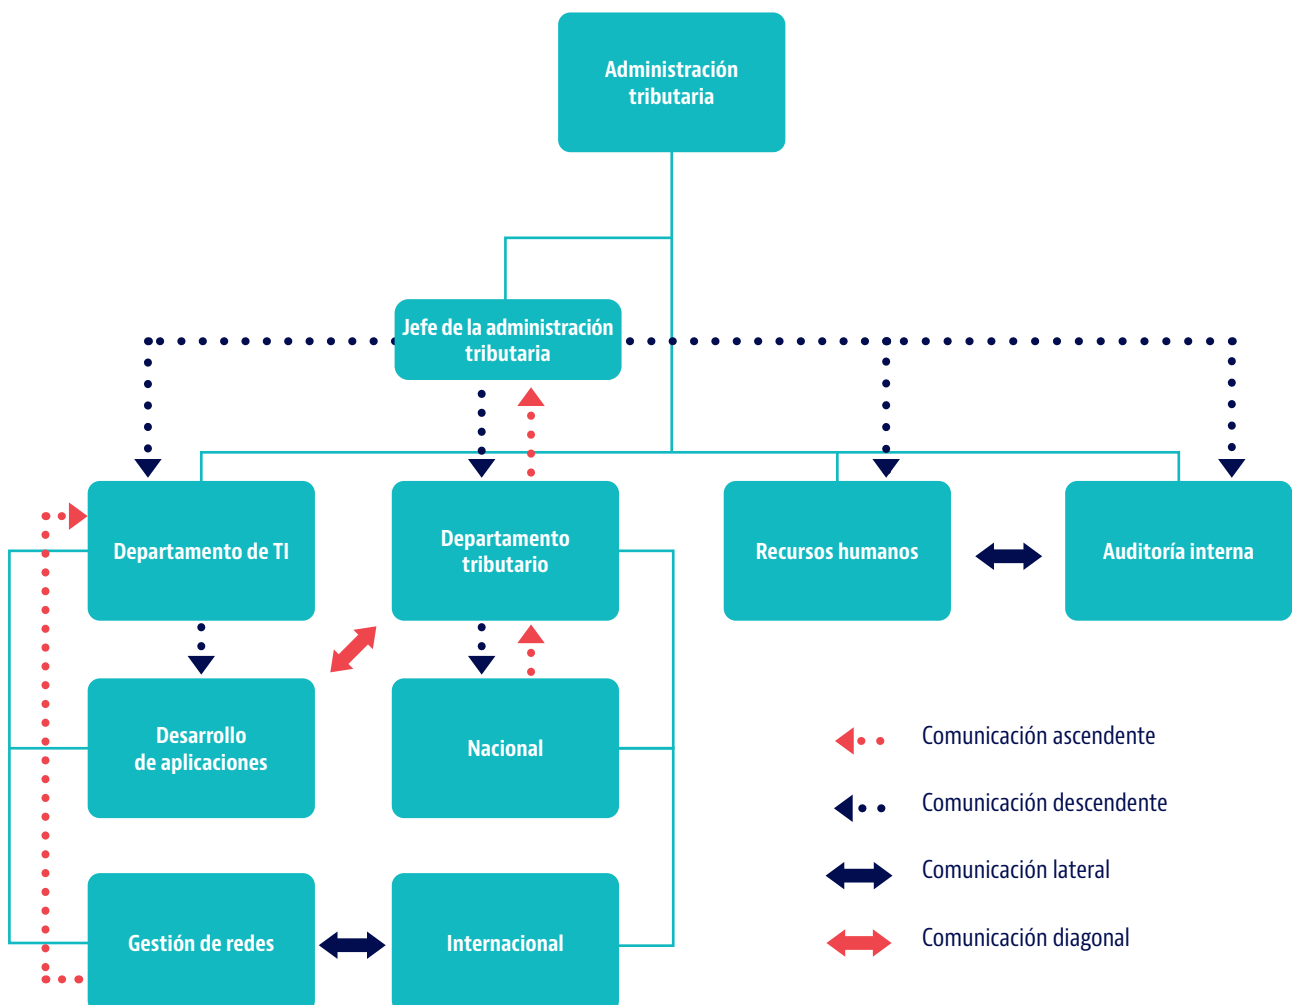 Administración
tributaria
Jefe de la administración
tributaria
Departamento de TI
Departamento
tributario
Recursos humanos
Auditoría interna
Desarrollo
de aplicaciones
Nacional
Gestión de redes
Internacional
Comunicación ascendente
Comunicación descendente
Comunicación lateral
Comunicación diagonal